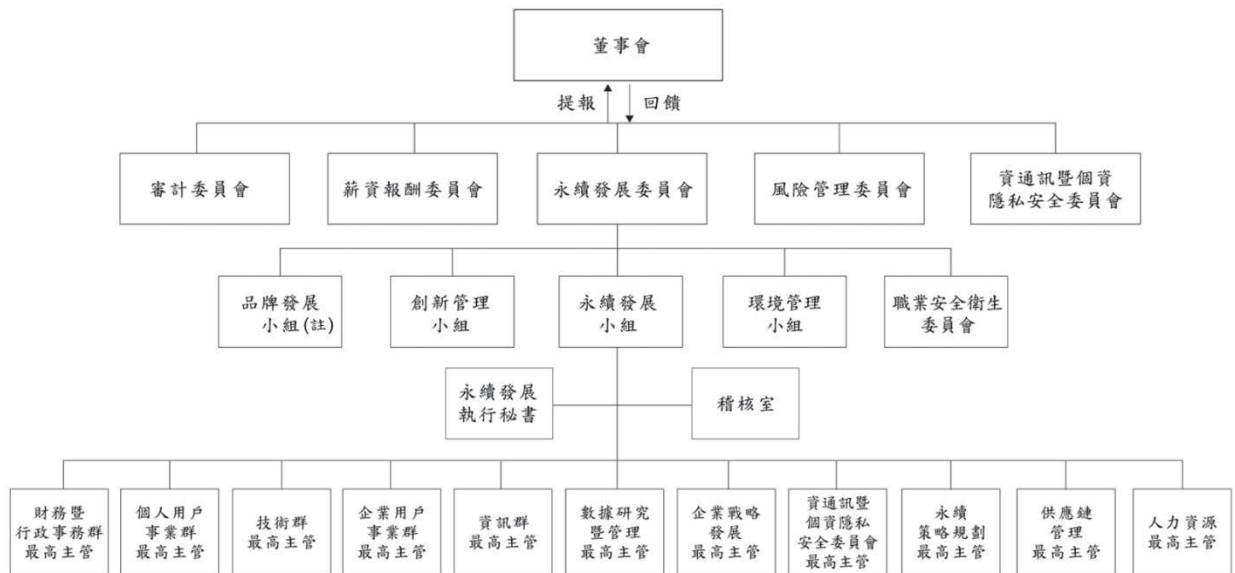 董事會
提報
回饋
審計委員會
薪資報酬委員會
永續發展委員會
風險管理委員會
資通訊暨個資
隱私安全委員會
品牌發展
小組(註)
創新管理
小組
永續發展
小組
環境管理
小組
職業安全衛生
委員會
永續發展
執行秘書
稽核室
財務暨
行政事務群
最高主管
個人用戶
事業群
最高主管
技術群
最高主管
企業用戶
事業群
最高主管
資訊群
最高主管
數據研究
暨管理
最高主管
企業戰略
發展
最高主管
資通訊暨
個資隱私
安全委員會
最高主管
永續
策略規劃
最高主管
供應鏈
管理
最高主管
人力資源
最高主管